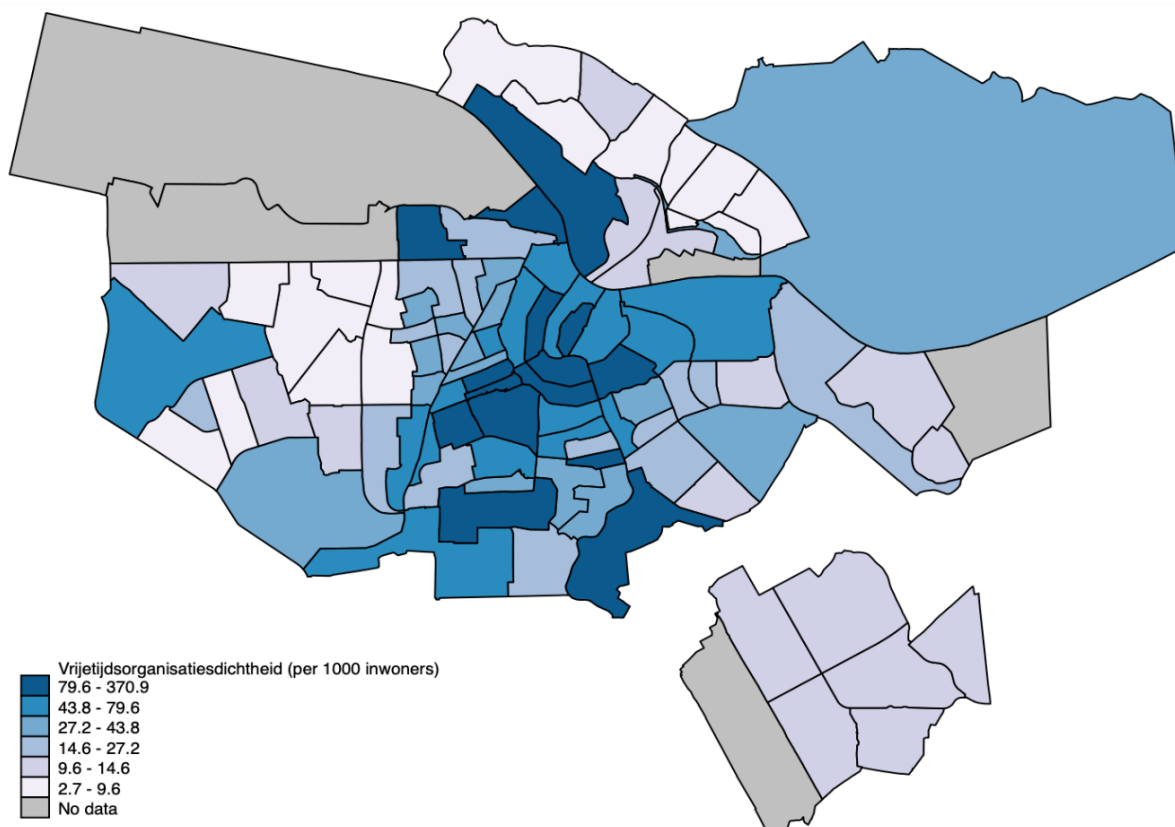 Vrijetijdsorganisatiesdichtheid (per 1000 inwoners)
79.6 - 370.9
43.8 - 79.6
27.2 - 43.8
14.6 - 27.2
9.6 - 14.6
2.7 - 9.6
No data